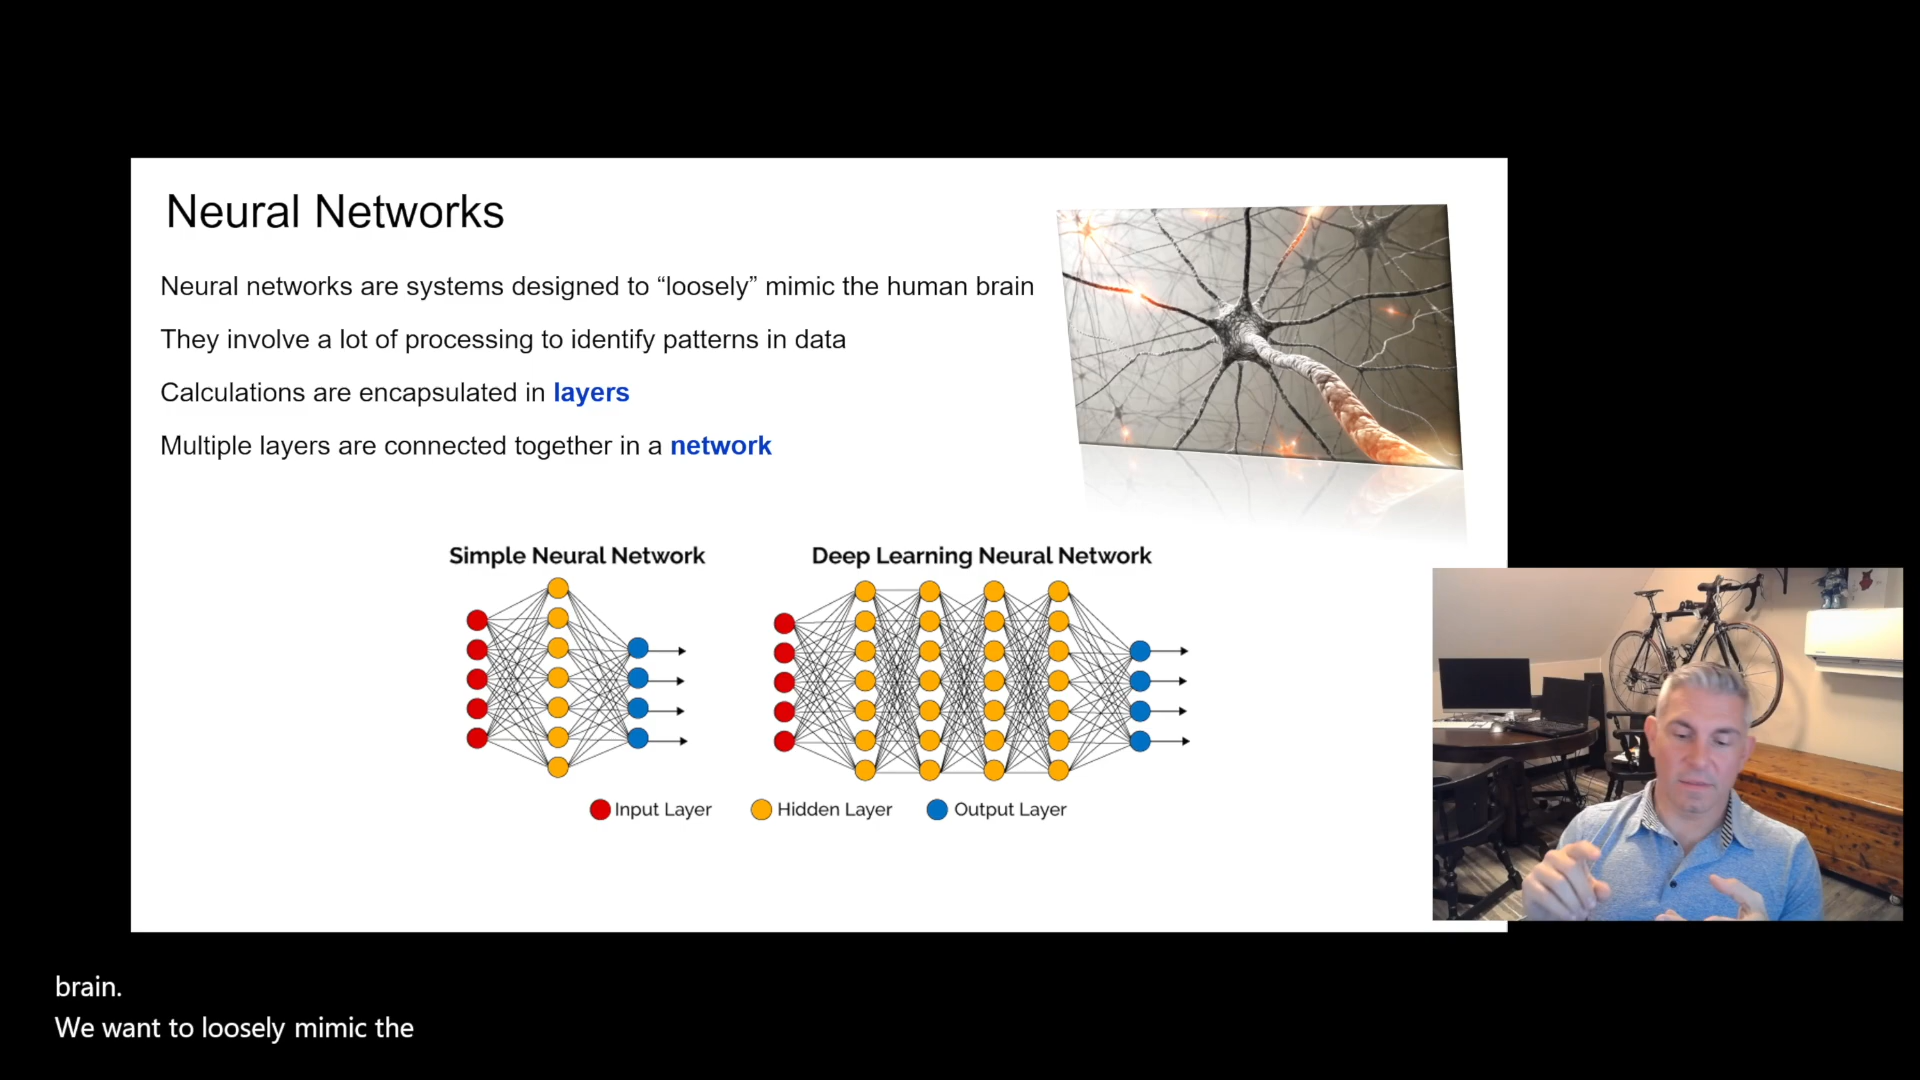 Neural Networks
Neural networks are systems designed to “loosely” mimic the human brain
They involve a lot of processing to identify patterns in data
Calculations are encapsulated in layers
Multiple layers are connected together in a network
Simple Neural Network
Deep Learning Neural Network
Input Layer
Hidden Layer
Output Layer
brain.
We want to loosely mimic the